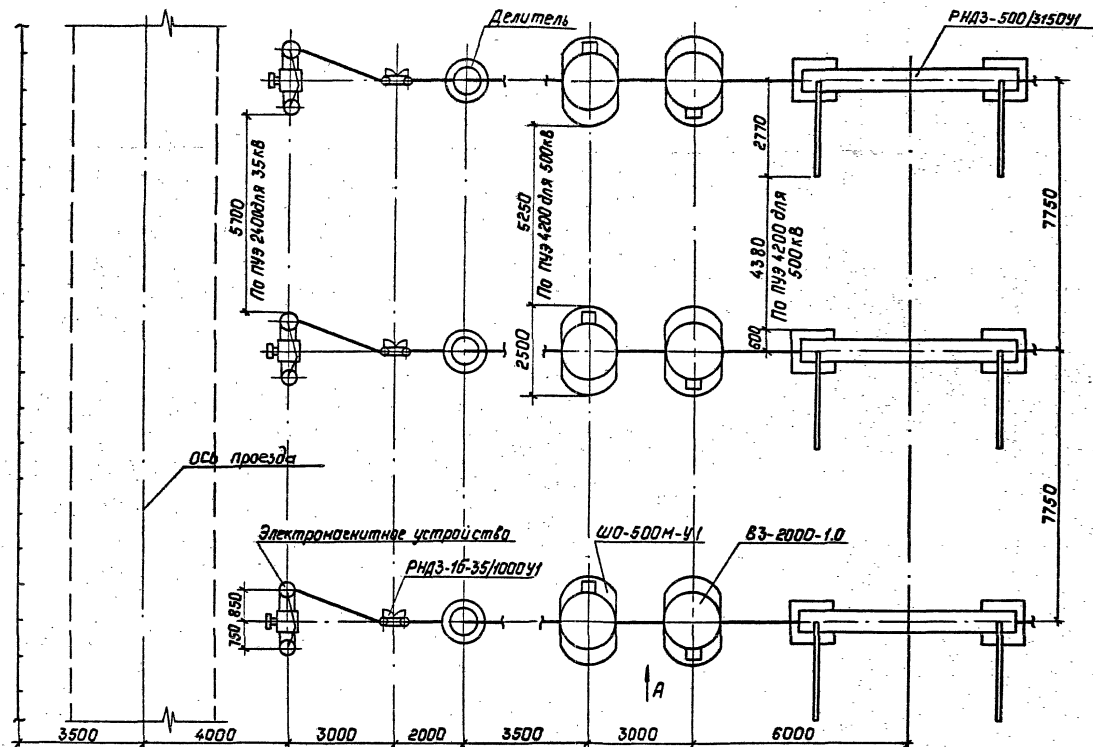 Делитель
РНДЗ-500/3150У1
5700
По ПУЭ 2400 для 35 кВ
5250
По ПУЭ 4200 для 500 кВ
2770
4380
По ПУЭ 4200 для
500 кВ
7750
2500
600
Ось проезда
7750
Электромагнитное устройство
ШО-500М-У1
ВЗ-2000-1.0
РНДЗ-1б-35/1000У1
850
750
А
3500
4000
3000
2000
3500
3000
6000